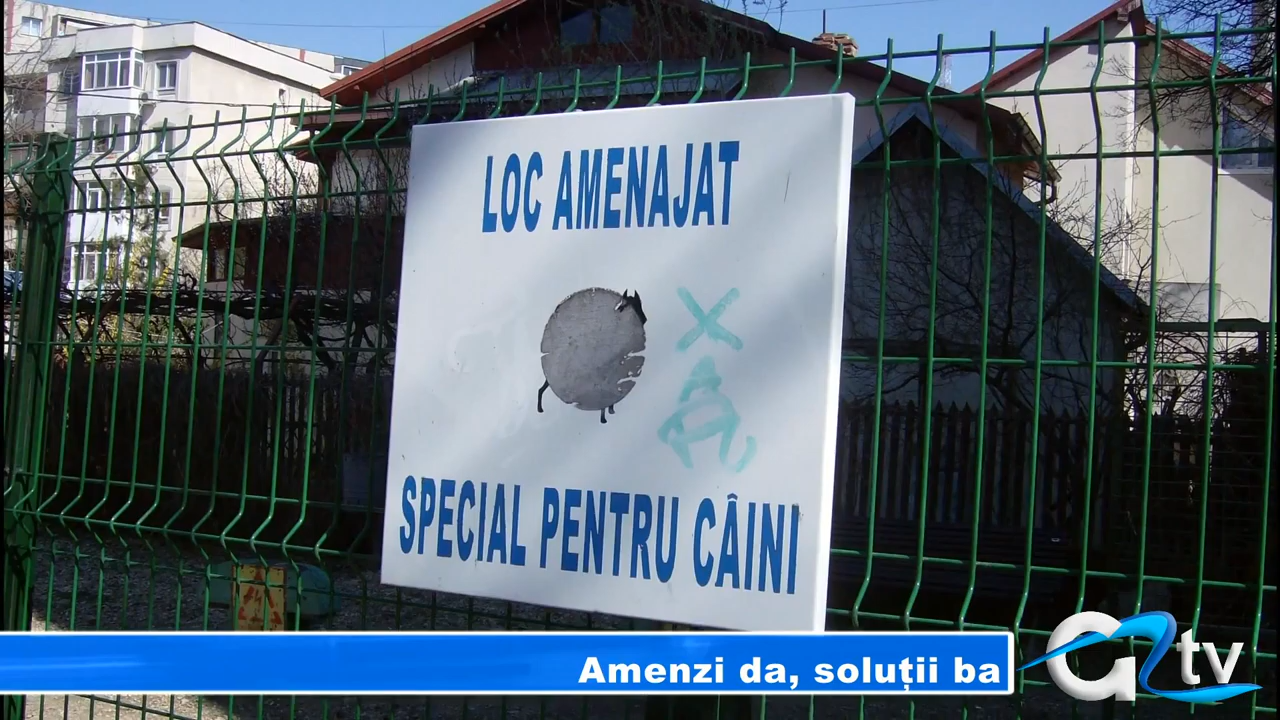 LOC AMENAJAT
SPECIAL PENTRU CÂINI
Amenzi da, soluții ba
tv